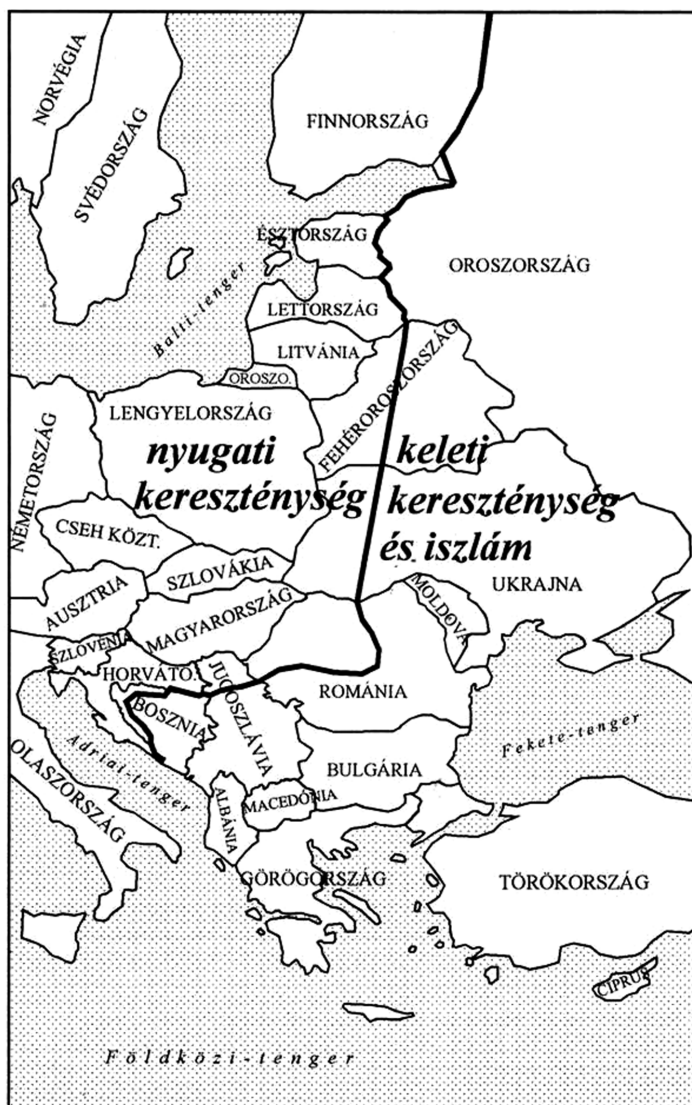 NORVÉGIA
SVÉDORSZÁG
FINNORSZÁG
ÉSZTORSZÁG
OROSZORSZÁG
Balti-tenger
LETTORSZÁG
LITVÁNIA
OROSZO.
FEHÉROROSZORSZÁG
LENGYELORSZÁG
NÉMETORSZÁG
nyugati
kereszténység
keleti
kereszténység
és iszlám
CSEH KÖZT.
SZLOVÁKIA
UKRAJNA
AUSZTRIA
MOLDOVA
MAGYARORSZÁG
SZLOVÉNIA
HORVÁTO.
JUGOSZLÁVIA
ROMÁNIA
BOSZNIA
Fekete-tenger
Adriai-tenger
OLASZORSZÁG
BULGÁRIA
ALBÁNIA
MACEDÓNIA
GÖRÖGORSZÁG
TÖRÖKORSZÁG
CIPRUS
Földközi-tenger